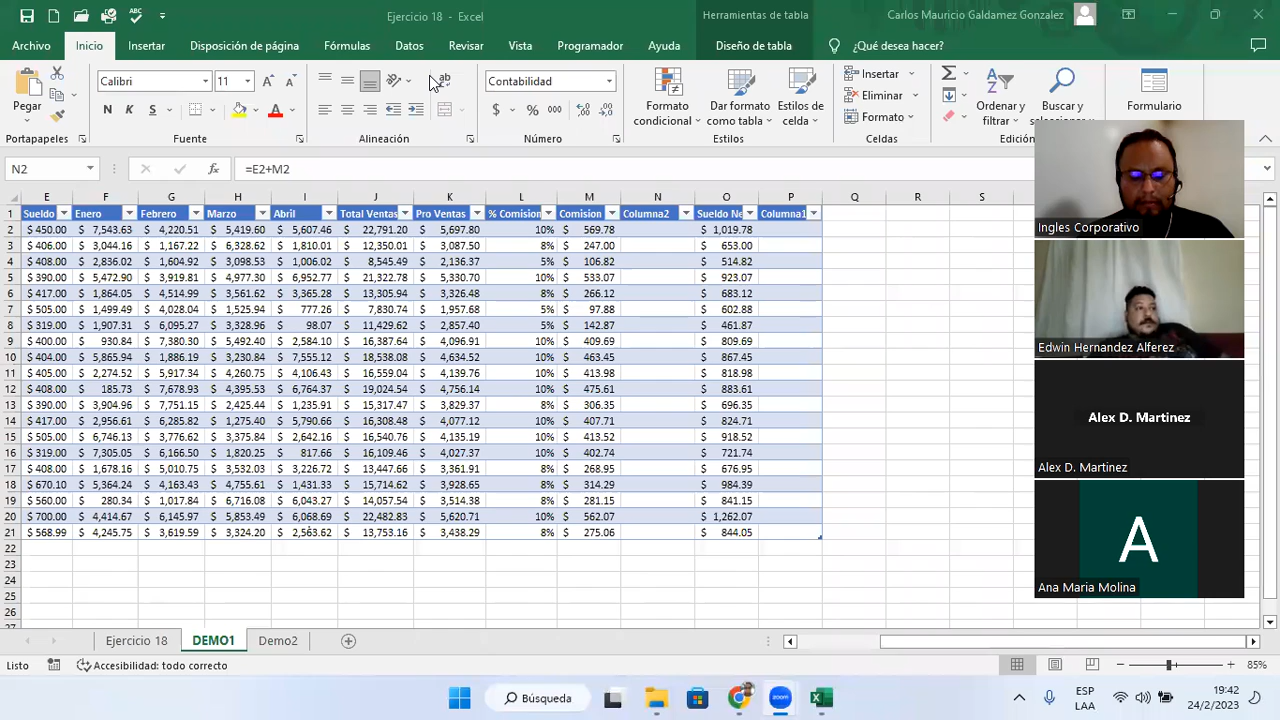 Ejercicio 18 - Excel
Herramientas de tabla
Carlos Mauricio Galdamez Gonzalez
Archivo Inicio Insertar Disposición de página Fórmulas Datos Revisar Vista Programador Ayuda Diseño de tabla ¿Qué desea hacer?
Pegar
Calibri 11
N K S
Contabilidad
$ % 000
Formato condicional
Dar formato como tabla
Estilos de celda
Insertar
Eliminar
Formato
Ordenar y filtrar
Buscar y
Formulario
Portapapeles Fuente Alineación Número Estilos Celdas
N2 fx =E2+M2
E F G H I J K L M N O P Q R S
1 Sueldo Enero Febrero Marzo Abril Total Ventas Pro Ventas % Comision Comision Columna2 Sueldo Ne Columna1
2 $ 450.00 $ 7,543.63 $ 4,220.51 $ 5,419.60 $ 5,607.46 $ 22,791.20 $ 5,697.80 10% $ 569.78 $ 1,019.78
3 $ 406.00 $ 3,044.16 $ 1,167.22 $ 6,328.62 $ 1,810.01 $ 12,350.01 $ 3,087.50 8% $ 247.00 $ 653.00
4 $ 408.00 $ 2,836.02 $ 1,604.92 $ 3,098.53 $ 1,006.02 $ 8,545.49 $ 2,136.37 5% $ 106.82 $ 514.82
5 $ 390.00 $ 5,472.90 $ 3,919.81 $ 4,977.30 $ 6,952.77 $ 21,322.78 $ 5,330.70 10% $ 533.07 $ 923.07
6 $ 417.00 $ 1,864.05 $ 4,514.99 $ 3,561.62 $ 3,365.28 $ 13,305.94 $ 3,326.48 8% $ 266.12 $ 683.12
7 $ 505.00 $ 1,499.49 $ 4,028.04 $ 1,525.94 $ 777.26 $ 7,830.74 $ 1,957.68 5% $ 97.88 $ 602.88
8 $ 319.00 $ 1,907.31 $ 6,095.27 $ 3,328.96 $ 98.07 $ 11,429.62 $ 2,857.40 5% $ 142.87 $ 461.87
9 $ 400.00 $ 930.84 $ 7,380.30 $ 5,492.40 $ 2,584.10 $ 16,387.64 $ 4,096.91 10% $ 409.69 $ 809.69
10 $ 404.00 $ 5,865.94 $ 1,886.19 $ 3,230.84 $ 7,555.12 $ 18,538.08 $ 4,634.52 10% $ 463.45 $ 867.45
11 $ 405.00 $ 2,274.52 $ 5,917.34 $ 4,260.75 $ 4,106.43 $ 16,559.04 $ 4,139.76 10% $ 413.98 $ 818.98
12 $ 408.00 $ 185.73 $ 7,678.93 $ 4,395.53 $ 6,764.37 $ 19,024.54 $ 4,756.14 10% $ 475.61 $ 883.61
13 $ 390.00 $ 3,904.96 $ 7,751.15 $ 2,425.44 $ 1,235.91 $ 15,317.47 $ 3,829.37 8% $ 306.35 $ 696.35
14 $ 417.00 $ 2,956.61 $ 6,285.82 $ 1,275.40 $ 5,790.66 $ 16,308.48 $ 4,077.12 10% $ 407.71 $ 824.71
15 $ 505.00 $ 6,746.13 $ 3,776.62 $ 3,375.84 $ 2,642.16 $ 16,540.76 $ 4,135.19 10% $ 413.52 $ 918.52
16 $ 319.00 $ 7,305.05 $ 6,166.50 $ 1,820.25 $ 817.66 $ 16,109.46 $ 4,027.37 10% $ 402.74 $ 721.74
17 $ 408.00 $ 1,678.16 $ 5,010.75 $ 3,532.03 $ 3,226.72 $ 13,447.66 $ 3,361.91 8% $ 268.95 $ 676.95
18 $ 670.10 $ 5,364.24 $ 4,163.43 $ 4,755.61 $ 1,431.33 $ 15,714.62 $ 3,928.65 8% $ 314.29 $ 984.39
19 $ 560.00 $ 280.34 $ 1,017.84 $ 6,716.08 $ 6,043.27 $ 14,057.54 $ 3,514.38 8% $ 281.15 $ 841.15
20 $ 700.00 $ 4,414.67 $ 6,145.97 $ 5,853.49 $ 6,068.69 $ 22,482.83 $ 5,620.71 10% $ 562.07 $ 1,262.07
21 $ 568.99 $ 4,245.75 $ 3,619.59 $ 3,324.20 $ 2,563.62 $ 13,753.16 $ 3,438.29 8% $ 275.06 $ 844.05
22
23
24
25
26
27
Ingles Corporativo
Edwin Hernandez Alferez
Alex D. Martinez
Alex D. Martinez
A
Ana Maria Molina
Ejercicio 18 DEMO1 Demo2
Listo Accesibilidad: todo correcto 85%
Búsqueda
zoom
ESP
LAA
19:42
24/2/2023